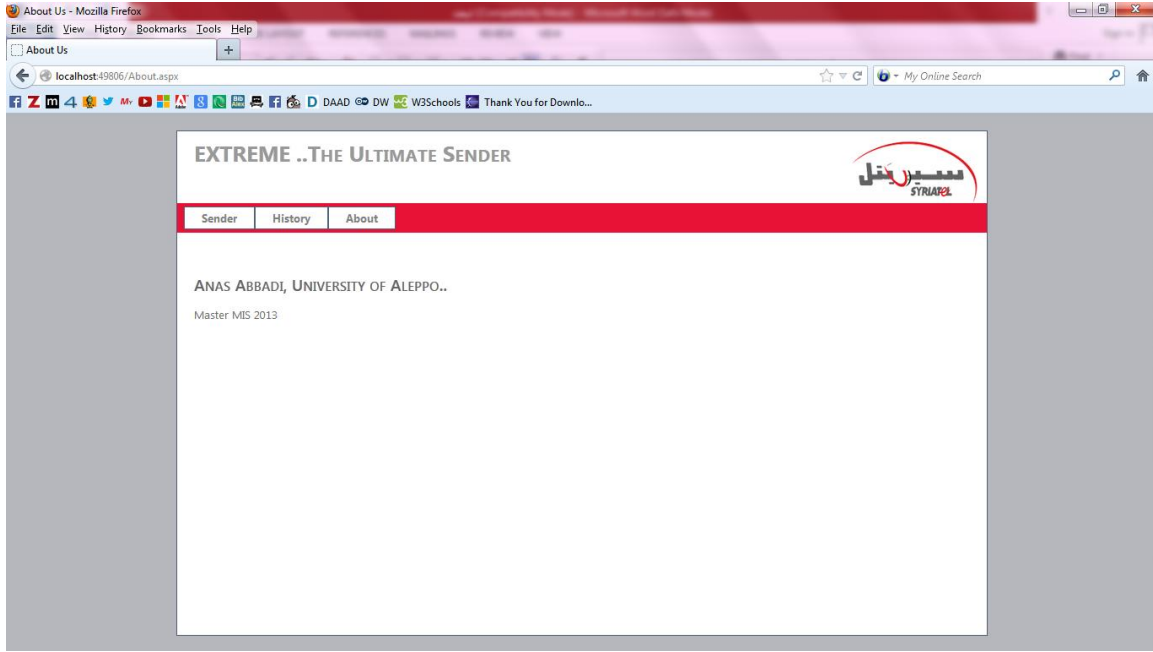 About Us - Mozilla Firefox
File Edit View History Bookmarks Tools Help
About Us
localhost:49806/About.aspx
My Online Search
DAAD DW W3Schools Thank You for Downlo...
EXTREME ..THE ULTIMATE SENDER
سيريتل
SYRIATEL
Sender History About
ANAS ABBADI, UNIVERSITY OF ALEPPO..
Master MIS 2013